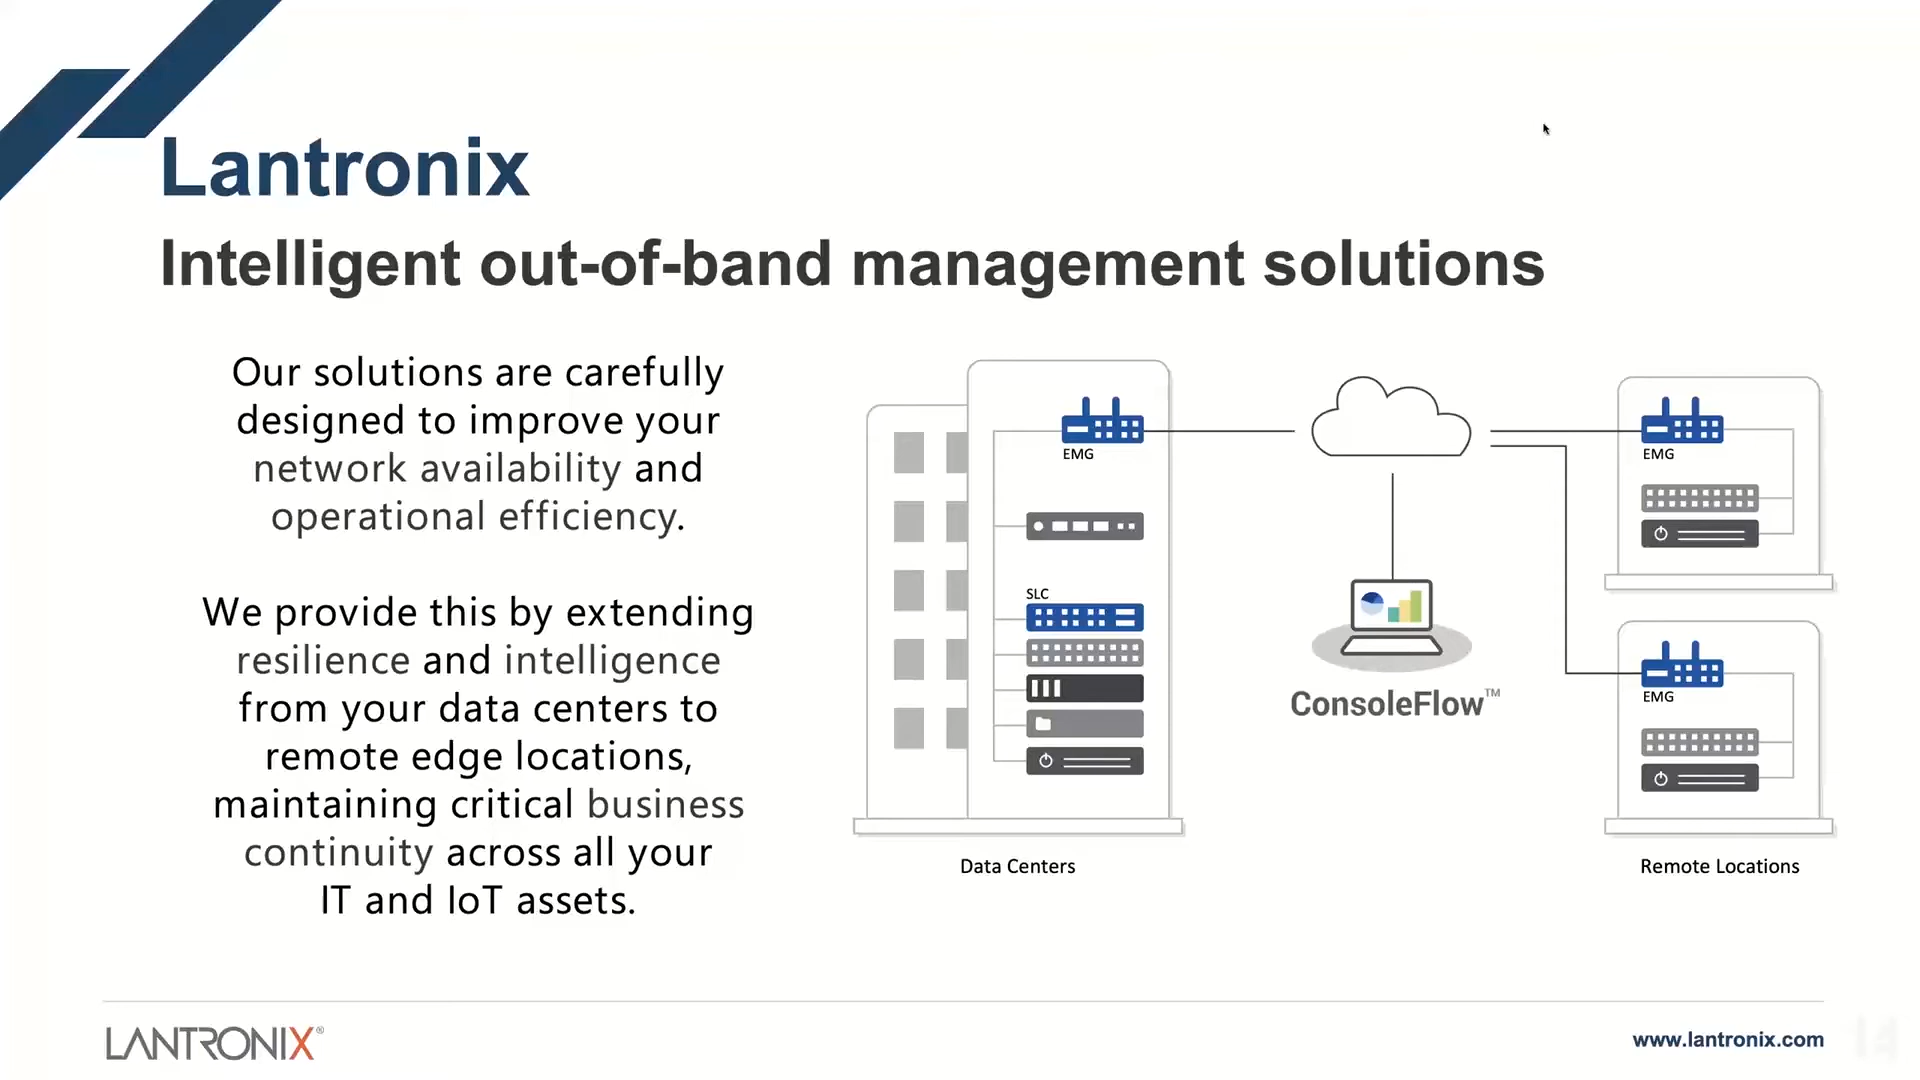 Lantronix
Intelligent out-of-band management solutions
Our solutions are carefully
designed to improve your
network availability and
operational efficiency.
We provide this by extending
resilience and intelligence
from your data centers to
remote edge locations,
maintaining critical business
continuity across all your
IT and IoT assets.
EMG
SLC
Data Centers
ConsoleFlow™
EMG
EMG
Remote Locations
LANTRONIX®
www.lantronix.com
14